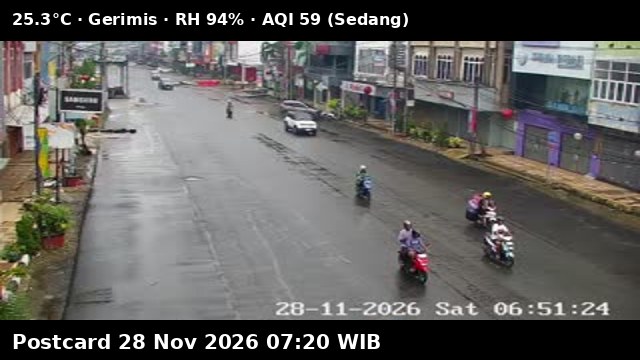 25.3°C · Gerimis · RH 94% · AQI 59 (Sedang)
SAMSUNG
28-11-2026 Sat 06:51:24
Postcard 28 Nov 2026 07:20 WIB